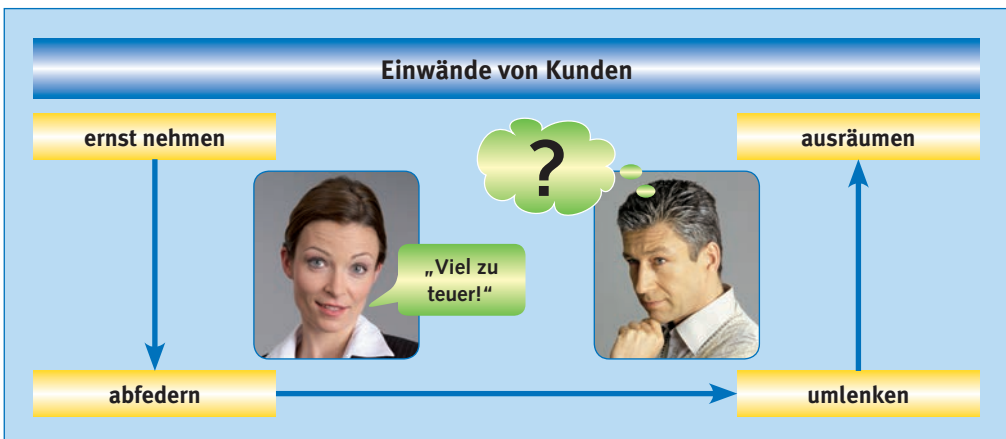 Einwände von Kunden
ernst nehmen
ausräumen
?
„Viel zu
teuer!“
abfedern
umlenken